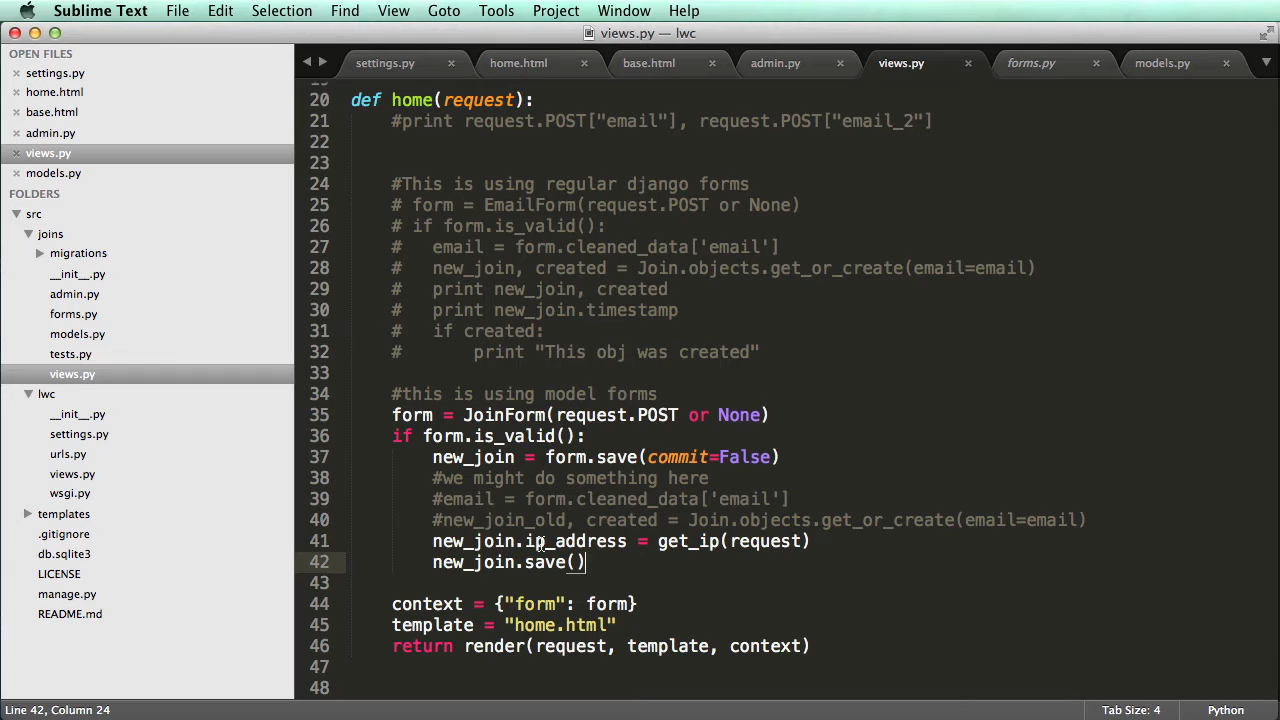 Sublime Text File Edit Selection Find View Goto Tools Project Window Help
views.py — lwc
OPEN FILES
settings.py
home.html
base.html
admin.py
views.py
models.py
FOLDERS
src
joins
migrations
__init__.py
admin.py
forms.py
models.py
tests.py
views.py
lwc
__init__.py
settings.py
urls.py
views.py
wsgi.py
templates
.gitignore
db.sqlite3
LICENSE
manage.py
README.md
settings.py home.html base.html admin.py views.py forms.py models.py
20 def home(request):
21 #print request.POST["email"], request.POST["email_2"]
22
23
24 #This is using regular django forms
25 # form = EmailForm(request.POST or None)
26 # if form.is_valid():
27 # email = form.cleaned_data['email']
28 # new_join, created = Join.objects.get_or_create(email=email)
29 # print new_join, created
30 # print new_join.timestamp
31 # if created:
32 # print "This obj was created"
33
34 #this is using model forms
35 form = JoinForm(request.POST or None)
36 if form.is_valid():
37 new_join = form.save(commit=False)
38 #we might do something here
39 #email = form.cleaned_data['email']
40 #new_join_old, created = Join.objects.get_or_create(email=email)
41 new_join.ip_address = get_ip(request)
42 new_join.save()
43
44 context = {"form": form}
45 template = "home.html"
46 return render(request, template, context)
47
48
Line 42, Column 24 Tab Size: 4 Python